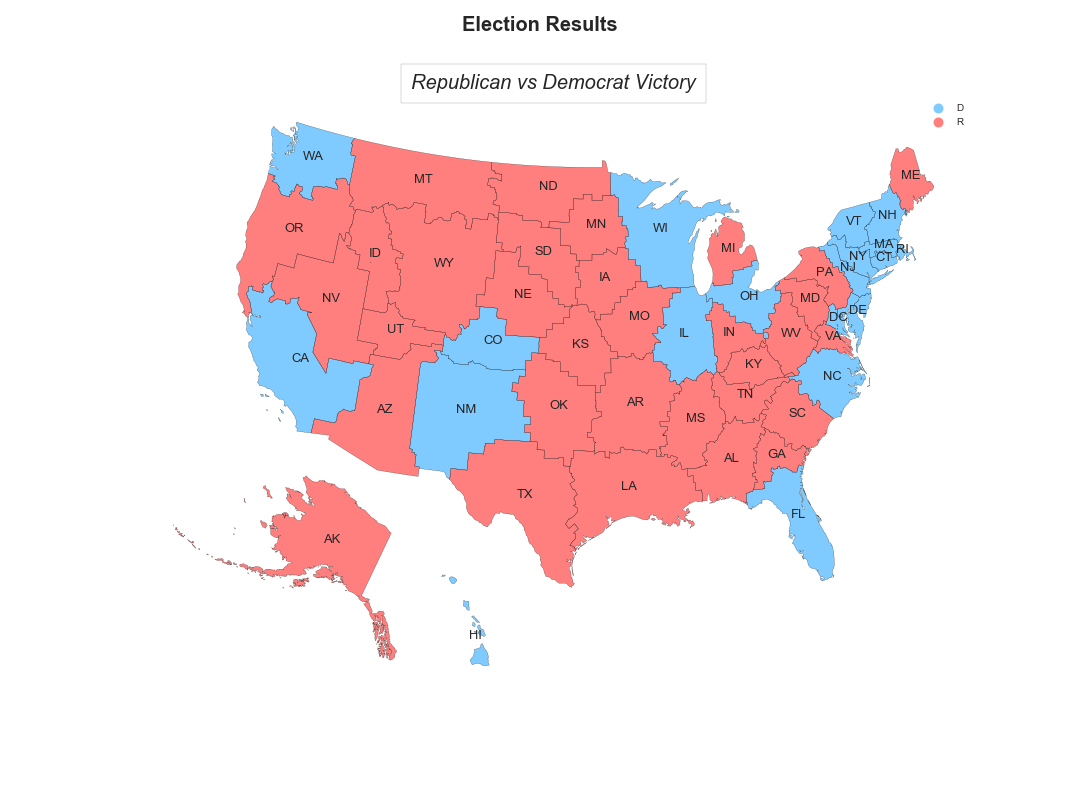 Election Results
Republican vs Democrat Victory
D
R
WA
MT
ND
ME
OR
ID
WY
SD
MN
WI
MI
VT
NH
NY
MA
RI
CT
NJ
NV
UT
NE
IA
PA
OH
MD
DE
DC
CA
CO
KS
MO
IL
IN
WV
VA
KY
AZ
NM
OK
AR
MS
TN
NC
SC
TX
LA
AL
GA
FL
AK
HI